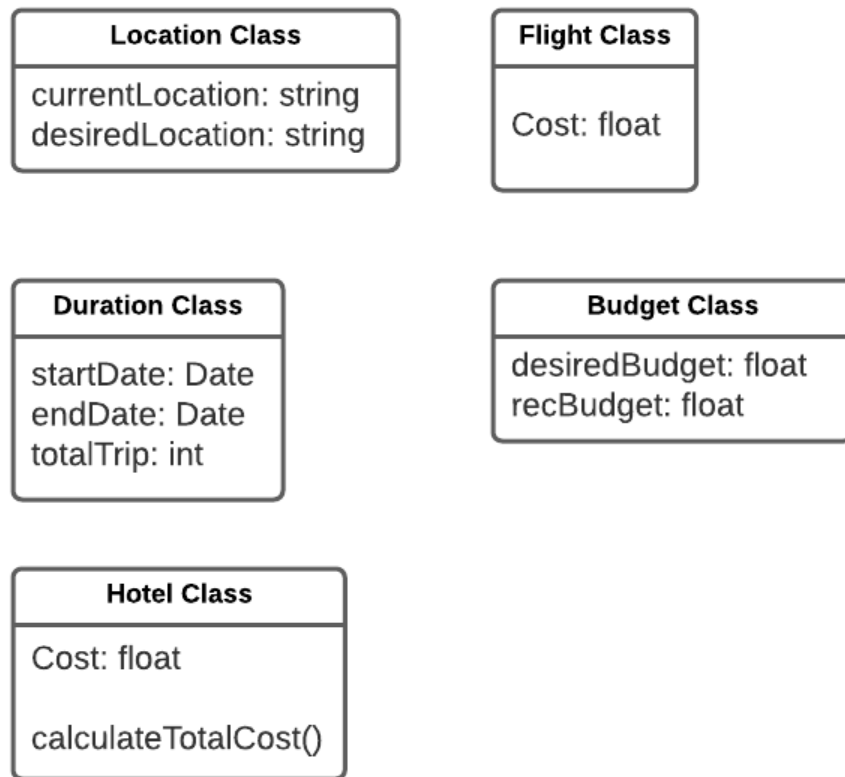 Location Class
currentLocation: string
desiredLocation: string
Flight Class
Cost: float
Duration Class
startDate: Date
endDate: Date
totalTrip: int
Budget Class
desiredBudget: float
recBudget: float
Hotel Class
Cost: float
calculateTotalCost()